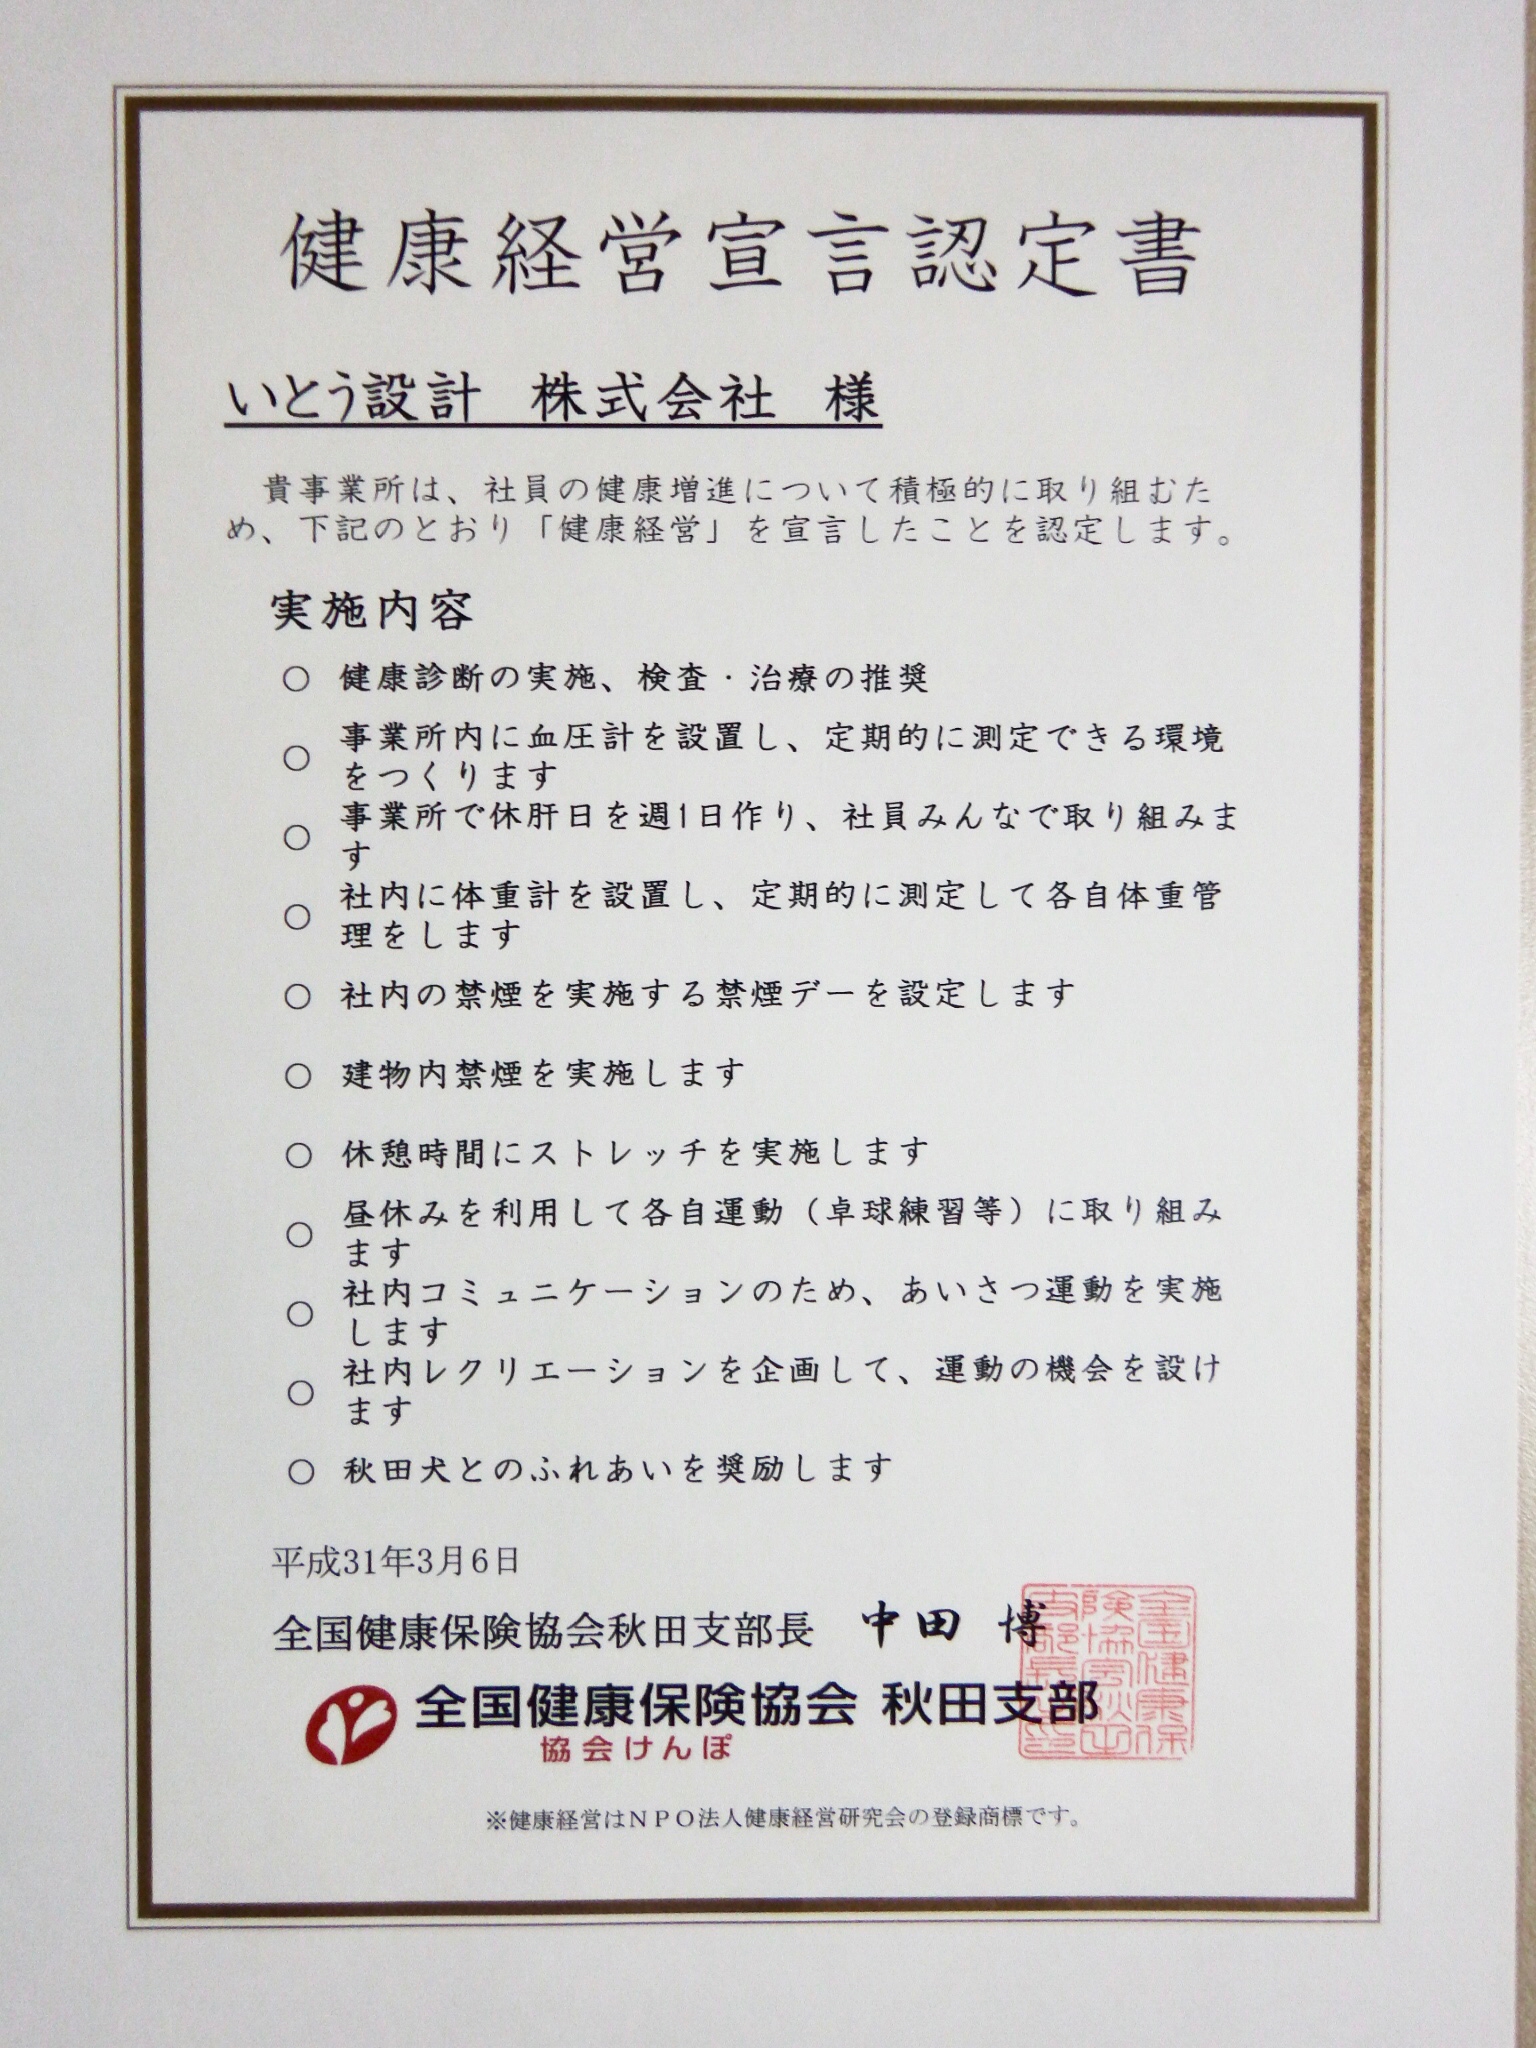 健康経営宣言認定書
いとう設計　株式会社　様
貴事業所は、社員の健康増進について積極的に取り組むた
め、下記のとおり「健康経営」を宣言したことを認定します。
実施内容
○ 健康診断の実施、検査・治療の推奨
○ 事業所内に血圧計を設置し、定期的に測定できる環境
をつくります
○ 事業所で休肝日を週1日作り、社員みんなで取り組みま
す
○ 社内に体重計を設置し、定期的に測定して各自体重管
理をします
○ 社内の禁煙を実施する禁煙デーを設定します
○ 建物内禁煙を実施します
○ 休憩時間にストレッチを実施します
○ 昼休みを利用して各自運動（卓球練習等）に取り組み
ます
○ 社内コミュニケーションのため、あいさつ運動を実施
します
○ 社内レクリエーションを企画して、運動の機会を設け
ます
○ 秋田犬とのふれあいを奨励します
平成31年3月6日
全国健康保険協会秋田支部長　中田　博
全国健康保険協会 秋田支部
協会けんぽ
全国健康保
険協会秋田
支部長之印
※健康経営はＮＰＯ法人健康経営研究会の登録商標です。